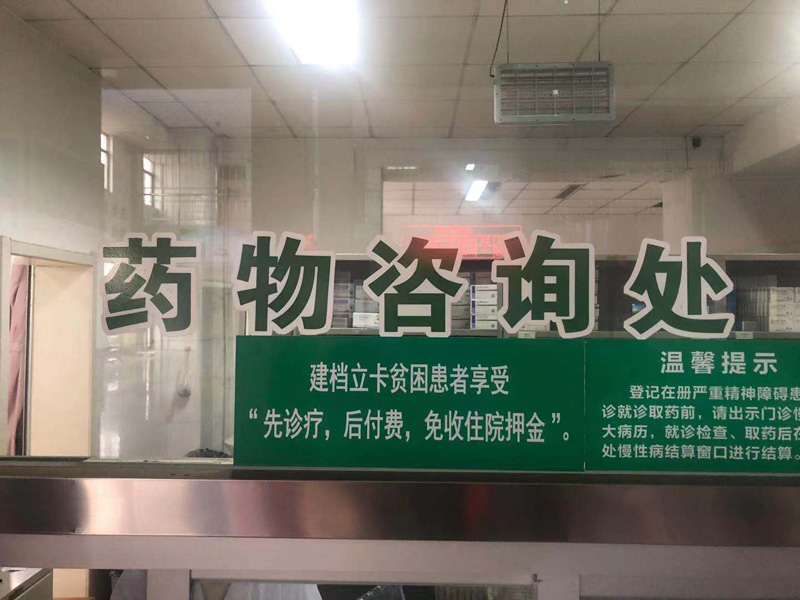 药物咨询处
建档立卡贫困患者享受
“先诊疗，后付费，免收住院押金”。
温馨提示
登记在册严重精神障碍患
诊就诊取药前，请出示门诊慢
大病历，就诊检查、取药后在
处慢性病结算窗口进行结算。